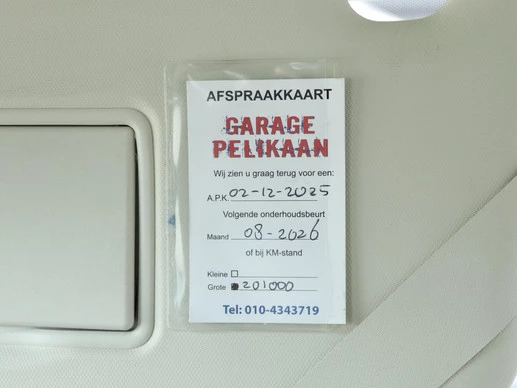 AFSPRAAKKAART
GARAGE
PELIKAAN
Wij zien u graag terug voor een:
A.P.K. 02-12-2025
Volgende onderhoudsbeurt
Maand 08-2026
of bij KM-stand
Kleine
Grote 201000
Tel: 010-4343719